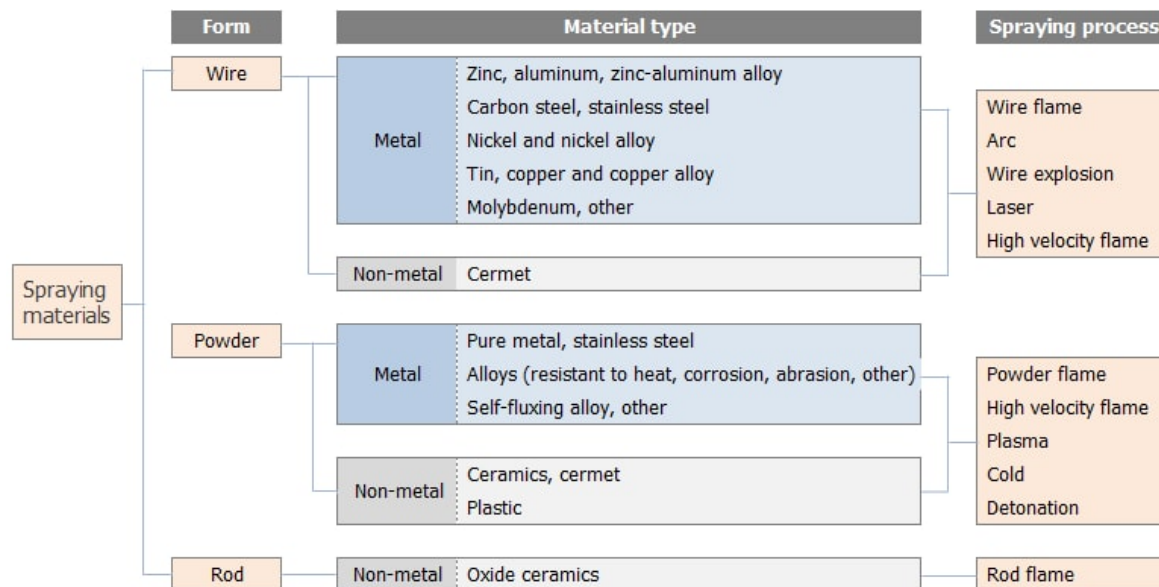 Form
Material type
Spraying process
Wire
Metal
Zinc, aluminum, zinc-aluminum alloy
Carbon steel, stainless steel
Nickel and nickel alloy
Tin, copper and copper alloy
Molybdenum, other
Non-metal
Cermet
Wire flame
Arc
Wire explosion
Laser
High velocity flame
Spraying
materials
Powder
Metal
Pure metal, stainless steel
Alloys (resistant to heat, corrosion, abrasion, other)
Self-fluxing alloy, other
Non-metal
Ceramics, cermet
Plastic
Powder flame
High velocity flame
Plasma
Cold
Detonation
Rod
Non-metal
Oxide ceramics
Rod flame